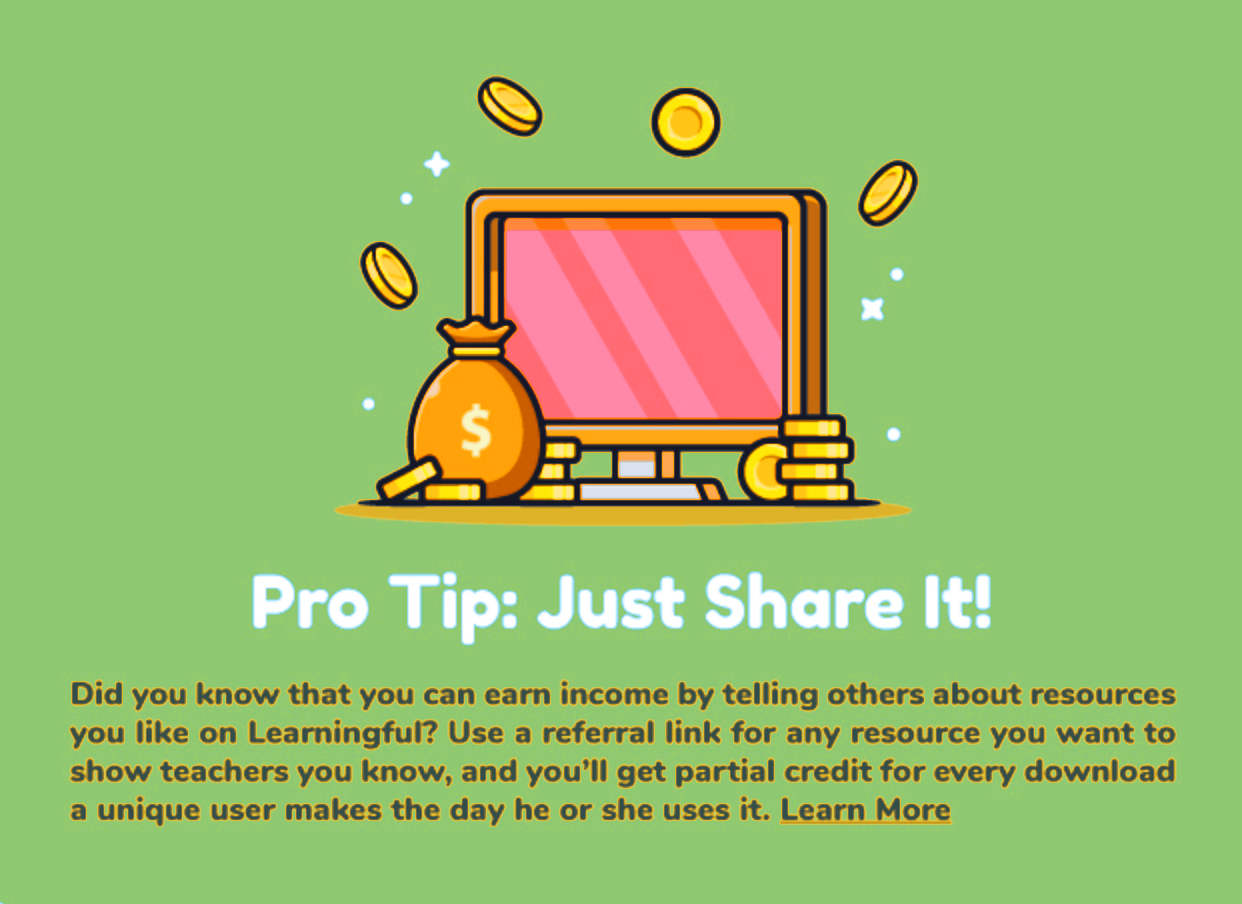 $
Pro Tip: Just Share It!
Did you know that you can earn income by telling others about resources
you like on Learningful? Use a referral link for any resource you want to
show teachers you know, and you’ll get partial credit for every download
a unique user makes the day he or she uses it. Learn More